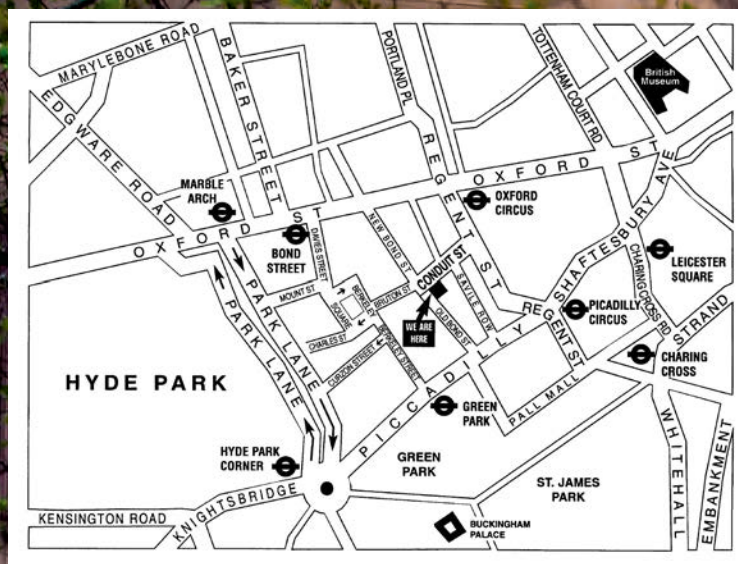 MARYLEBONE ROAD
BAKER STREET
PORTLAND PL
TOTTENHAM COURT RD
British
Museum
EDGWARE ROAD
REGENT ST
OXFORD ST
MARBLE
ARCH
OXFORD
CIRCUS
OXFORD ST
BOND
STREET
DAVIES STREET
NEW BOND ST
CONDUIT ST
SHAFTESBURY AVE
LEICESTER
SQUARE
CHARING CROSS RD
MOUNT ST
BERKELEY
SQUARE
BRUTON ST
SAVILE ROW
OLD BOND ST
WE ARE
HERE
REGENT ST
PICADILLY
CIRCUS
STRAND
CHARLES ST
CURZON STREET
BERKELEY STREET
PARK LANE
PARK LANE
PICCADILLY
CHARING
CROSS
HYDE PARK
PALL MALL
GREEN
PARK
HYDE PARK
CORNER
GREEN
PARK
ST. JAMES
PARK
WHITEHALL
EMBANKMENT
KENSINGTON ROAD
KNIGHTSBRIDGE
BUCKINGHAM
PALACE